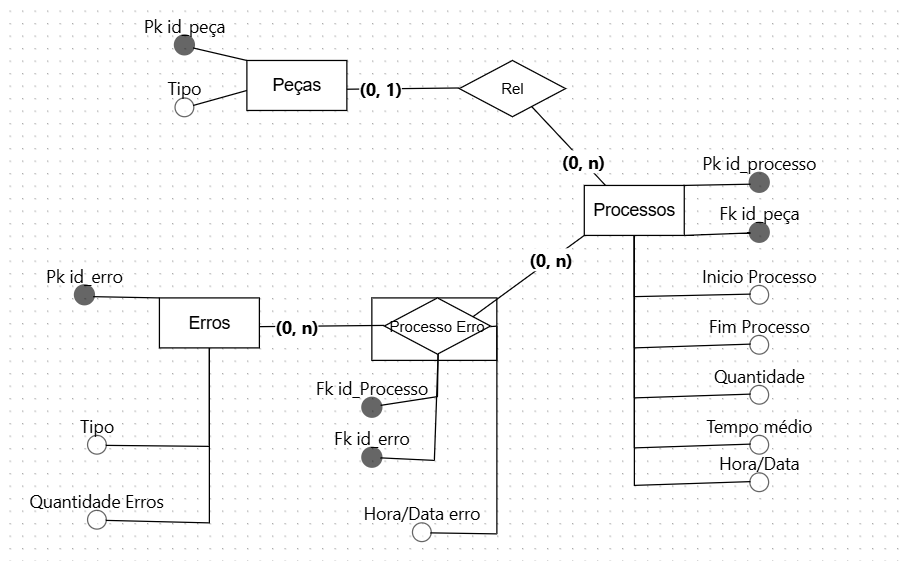 Pk id_peça
Tipo
Peças
(0, 1)
Rel
(0, n)
Pk id_processo
Processos
Fk id_peça
(0, n)
Inicio Processo
Fim Processo
Quantidade
Tempo médio
Hora/Data
Pk id_erro
Erros
(0, n)
Processo Erro
Fk id_Processo
Fk id_erro
Tipo
Quantidade Erros
Hora/Data erro